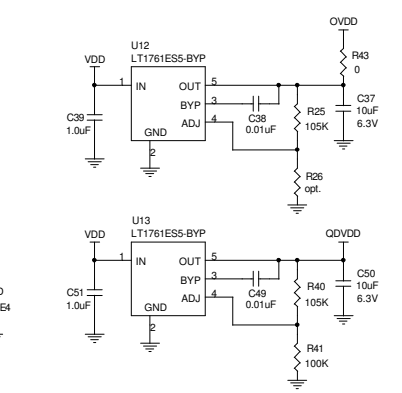 OVDD
U12
LT1761ES5-BYP
VDD
R43
0
1 IN OUT 5
BYP 3
ADJ 4
GND
2
C39
1.0uF
C38
0.01uF
R25
105K
C37
10uF
6.3V
R26
opt.
U13
LT1761ES5-BYP
VDD
QDVDD
1 IN OUT 5
BYP 3
ADJ 4
GND
2
C51
1.0uF
C49
0.01uF
R40
105K
C50
10uF
6.3V
R41
100K
D
E4